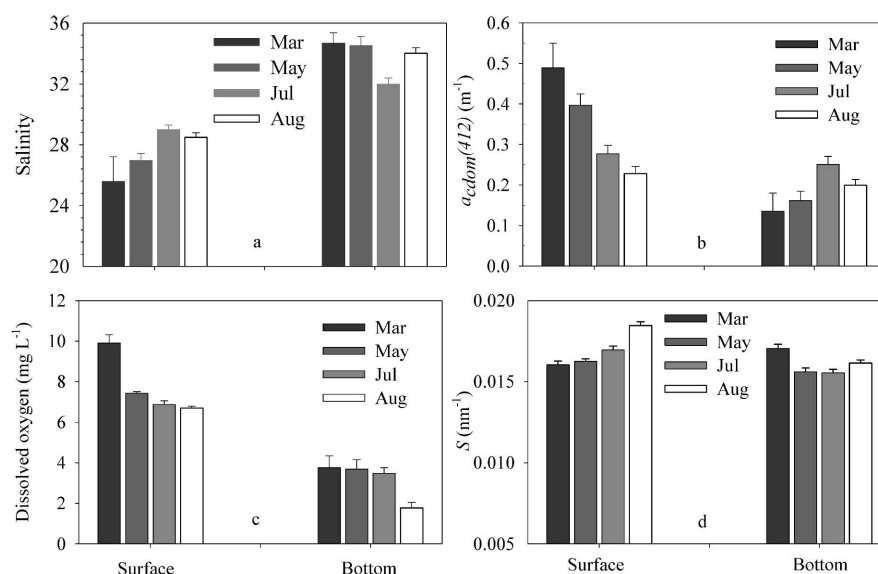 36
32
28
24
20
Salinity
Mar
May
Jul
Aug
a
0.6
0.5
0.4
0.3
0.2
0.1
0.0
a_cdom(412) (m⁻¹)
Mar
May
Jul
Aug
b
12
10
8
6
4
2
0
Dissolved oxygen (mg L⁻¹)
Mar
May
Jul
Aug
c
Surface
Bottom
0.020
0.015
0.010
0.005
S (nm⁻¹)
Mar
May
Jul
Aug
d
Surface
Bottom